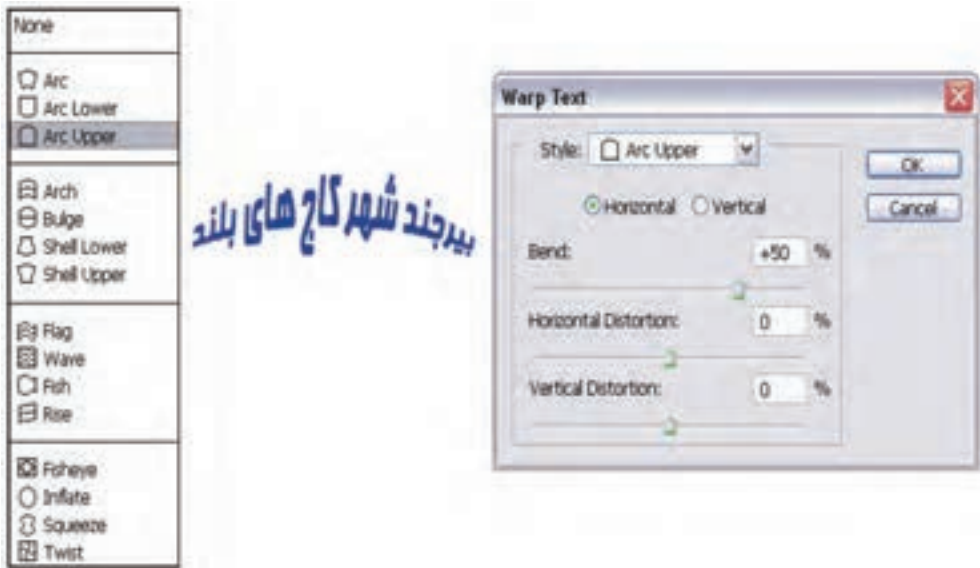 None
Arc
Arc Lower
Arc Upper
Arch
Bulge
Shell Lower
Shell Upper
Flag
Wave
Fish
Rise
Fisheye
Inflate
Squeeze
Twist
بیرجند شهر کاج های بلند
Warp Text
Style: Arc Upper
Horizontal Vertical
Bend: +50 %
Horizontal Distortion: 0 %
Vertical Distortion: 0 %
OK
Cancel